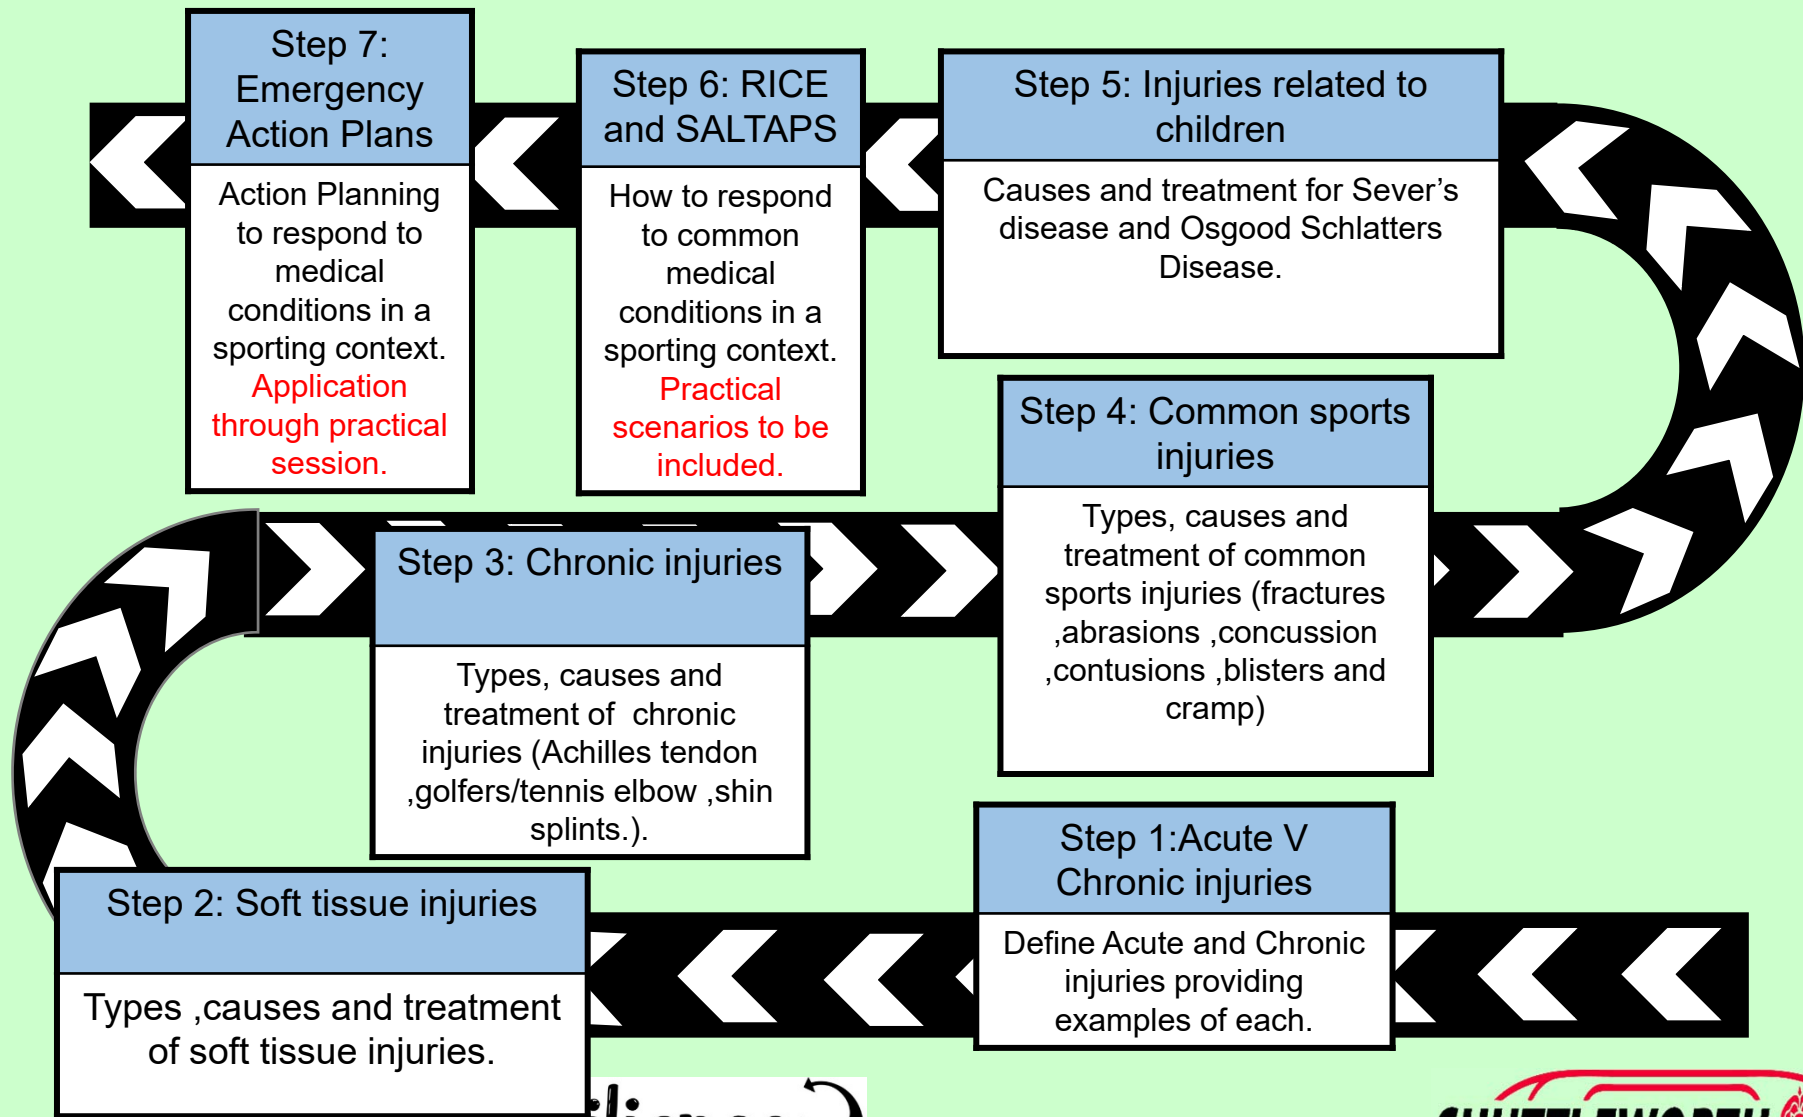 Step 7:
Emergency
Action Plans
Action Planning
to respond to
medical
conditions in a
sporting context.
Application
through practical
session.
Step 6: RICE
and SALTAPS
How to respond
to common
medical
conditions in a
sporting context.
Practical
scenarios to be
included.
Step 5: Injuries related to
children
Causes and treatment for Sever’s
disease and Osgood Schlatters
Disease.
Step 4: Common sports
injuries
Types, causes and
treatment of common
sports injuries (fractures
,abrasions ,concussion
,contusions ,blisters and
cramp)
Step 3: Chronic injuries
Types, causes and
treatment of  chronic
injuries (Achilles tendon
,golfers/tennis elbow ,shin
splints.).
Step 1:Acute V
Chronic injuries
Define Acute and Chronic
injuries providing
examples of each.
Step 2: Soft tissue injuries
Types ,causes and treatment
of soft tissue injuries.